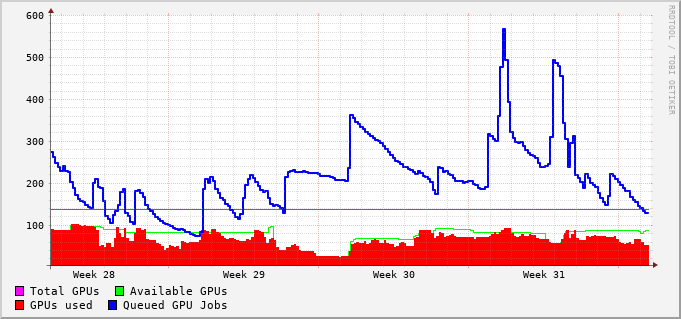 600
500
400
300
200
100
Week 28 Week 29 Week 30 Week 31
Total GPUs Available GPUs
GPUs used Queued GPU Jobs
RRDTOOL / TOBI OETIKER